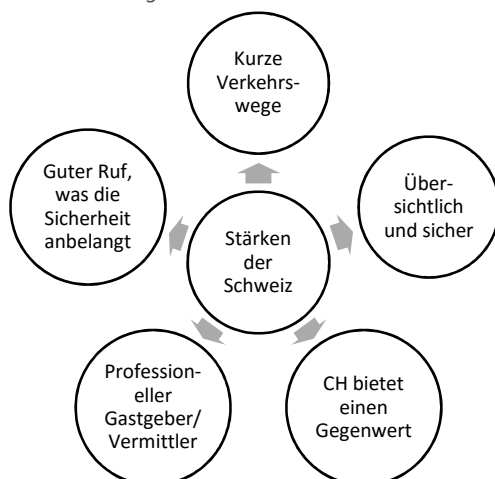 Kurze
Verkehrs-
wege
Guter Ruf,
was die
Sicherheit
anbelangt
Über-
sichtlich
und sicher
Stärken
der
Schweiz
Profession-
eller
Gastgeber/
Vermittler
CH bietet
einen
Gegenwert